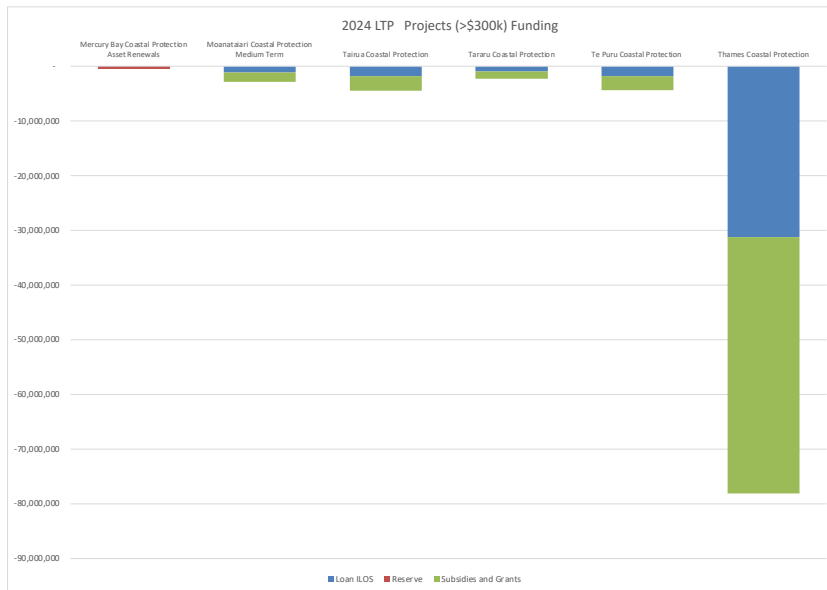 2024 LTP Projects (>$300k) Funding
Mercury Bay Coastal Protection
Asset Renewals
Moanataiari Coastal Protection
Medium Term
Tairua Coastal Protection
Tararu Coastal Protection
Te Puru Coastal Protection
Thames Coastal Protection
-
-10,000,000
-20,000,000
-30,000,000
-40,000,000
-50,000,000
-60,000,000
-70,000,000
-80,000,000
-90,000,000
Loan ILOS Reserve Subsidies and Grants